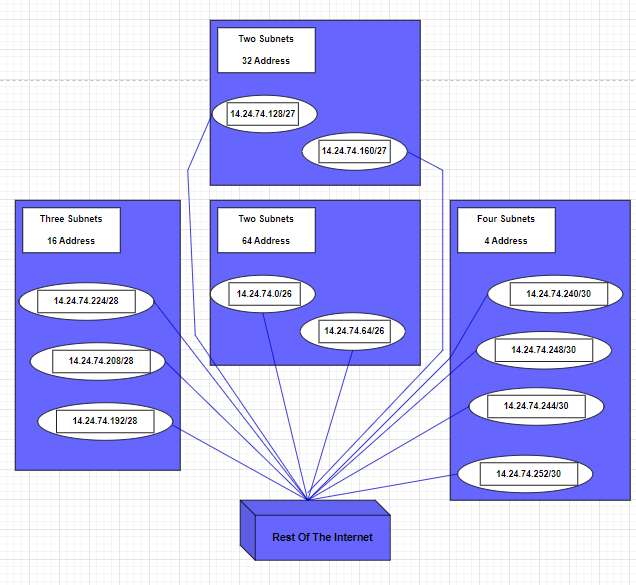 Two Subnets
32 Address
14.24.74.128/27
14.24.74.160/27
Three Subnets
16 Address
14.24.74.224/28
14.24.74.208/28
14.24.74.192/28
Two Subnets
64 Address
14.24.74.0/26
14.24.74.64/26
Four Subnets
4 Address
14.24.74.240/30
14.24.74.248/30
14.24.74.244/30
14.24.74.252/30
Rest Of The Internet